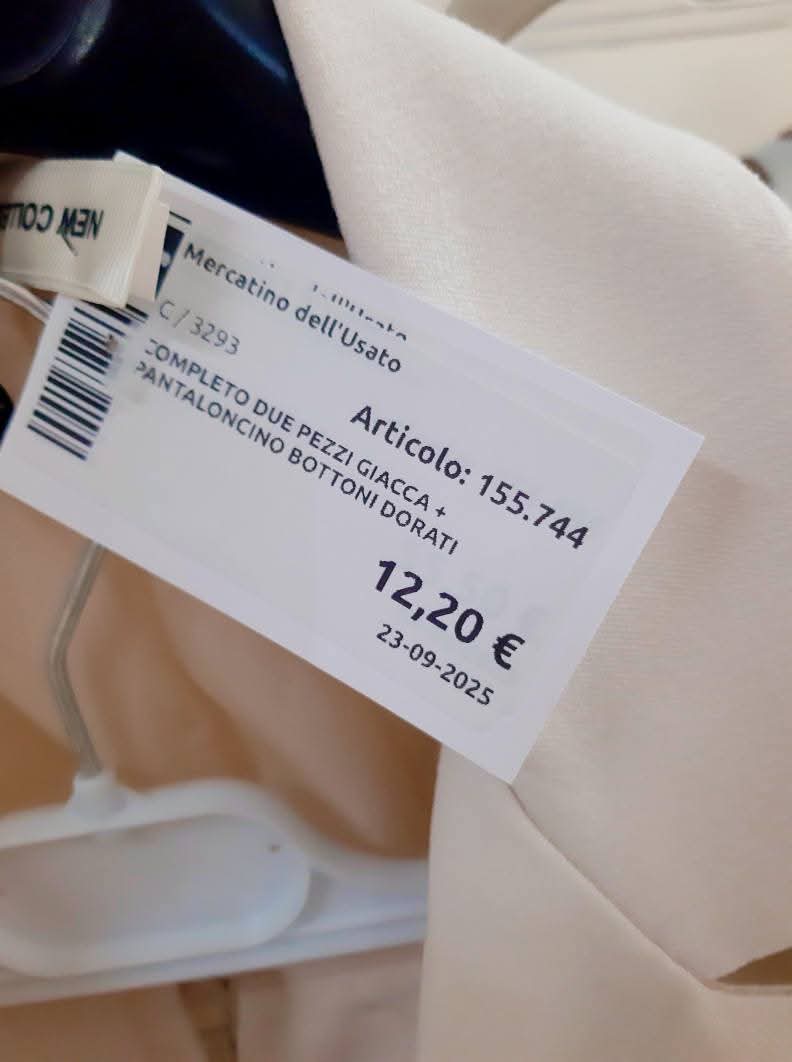 NEW
Mercatino dell'Usato
C / 3293
COMPLETO DUE PEZZI GIACCA +
PANTALONCINO BOTTONI DORATI
Articolo: 155.744
12,20 €
23-09-2025